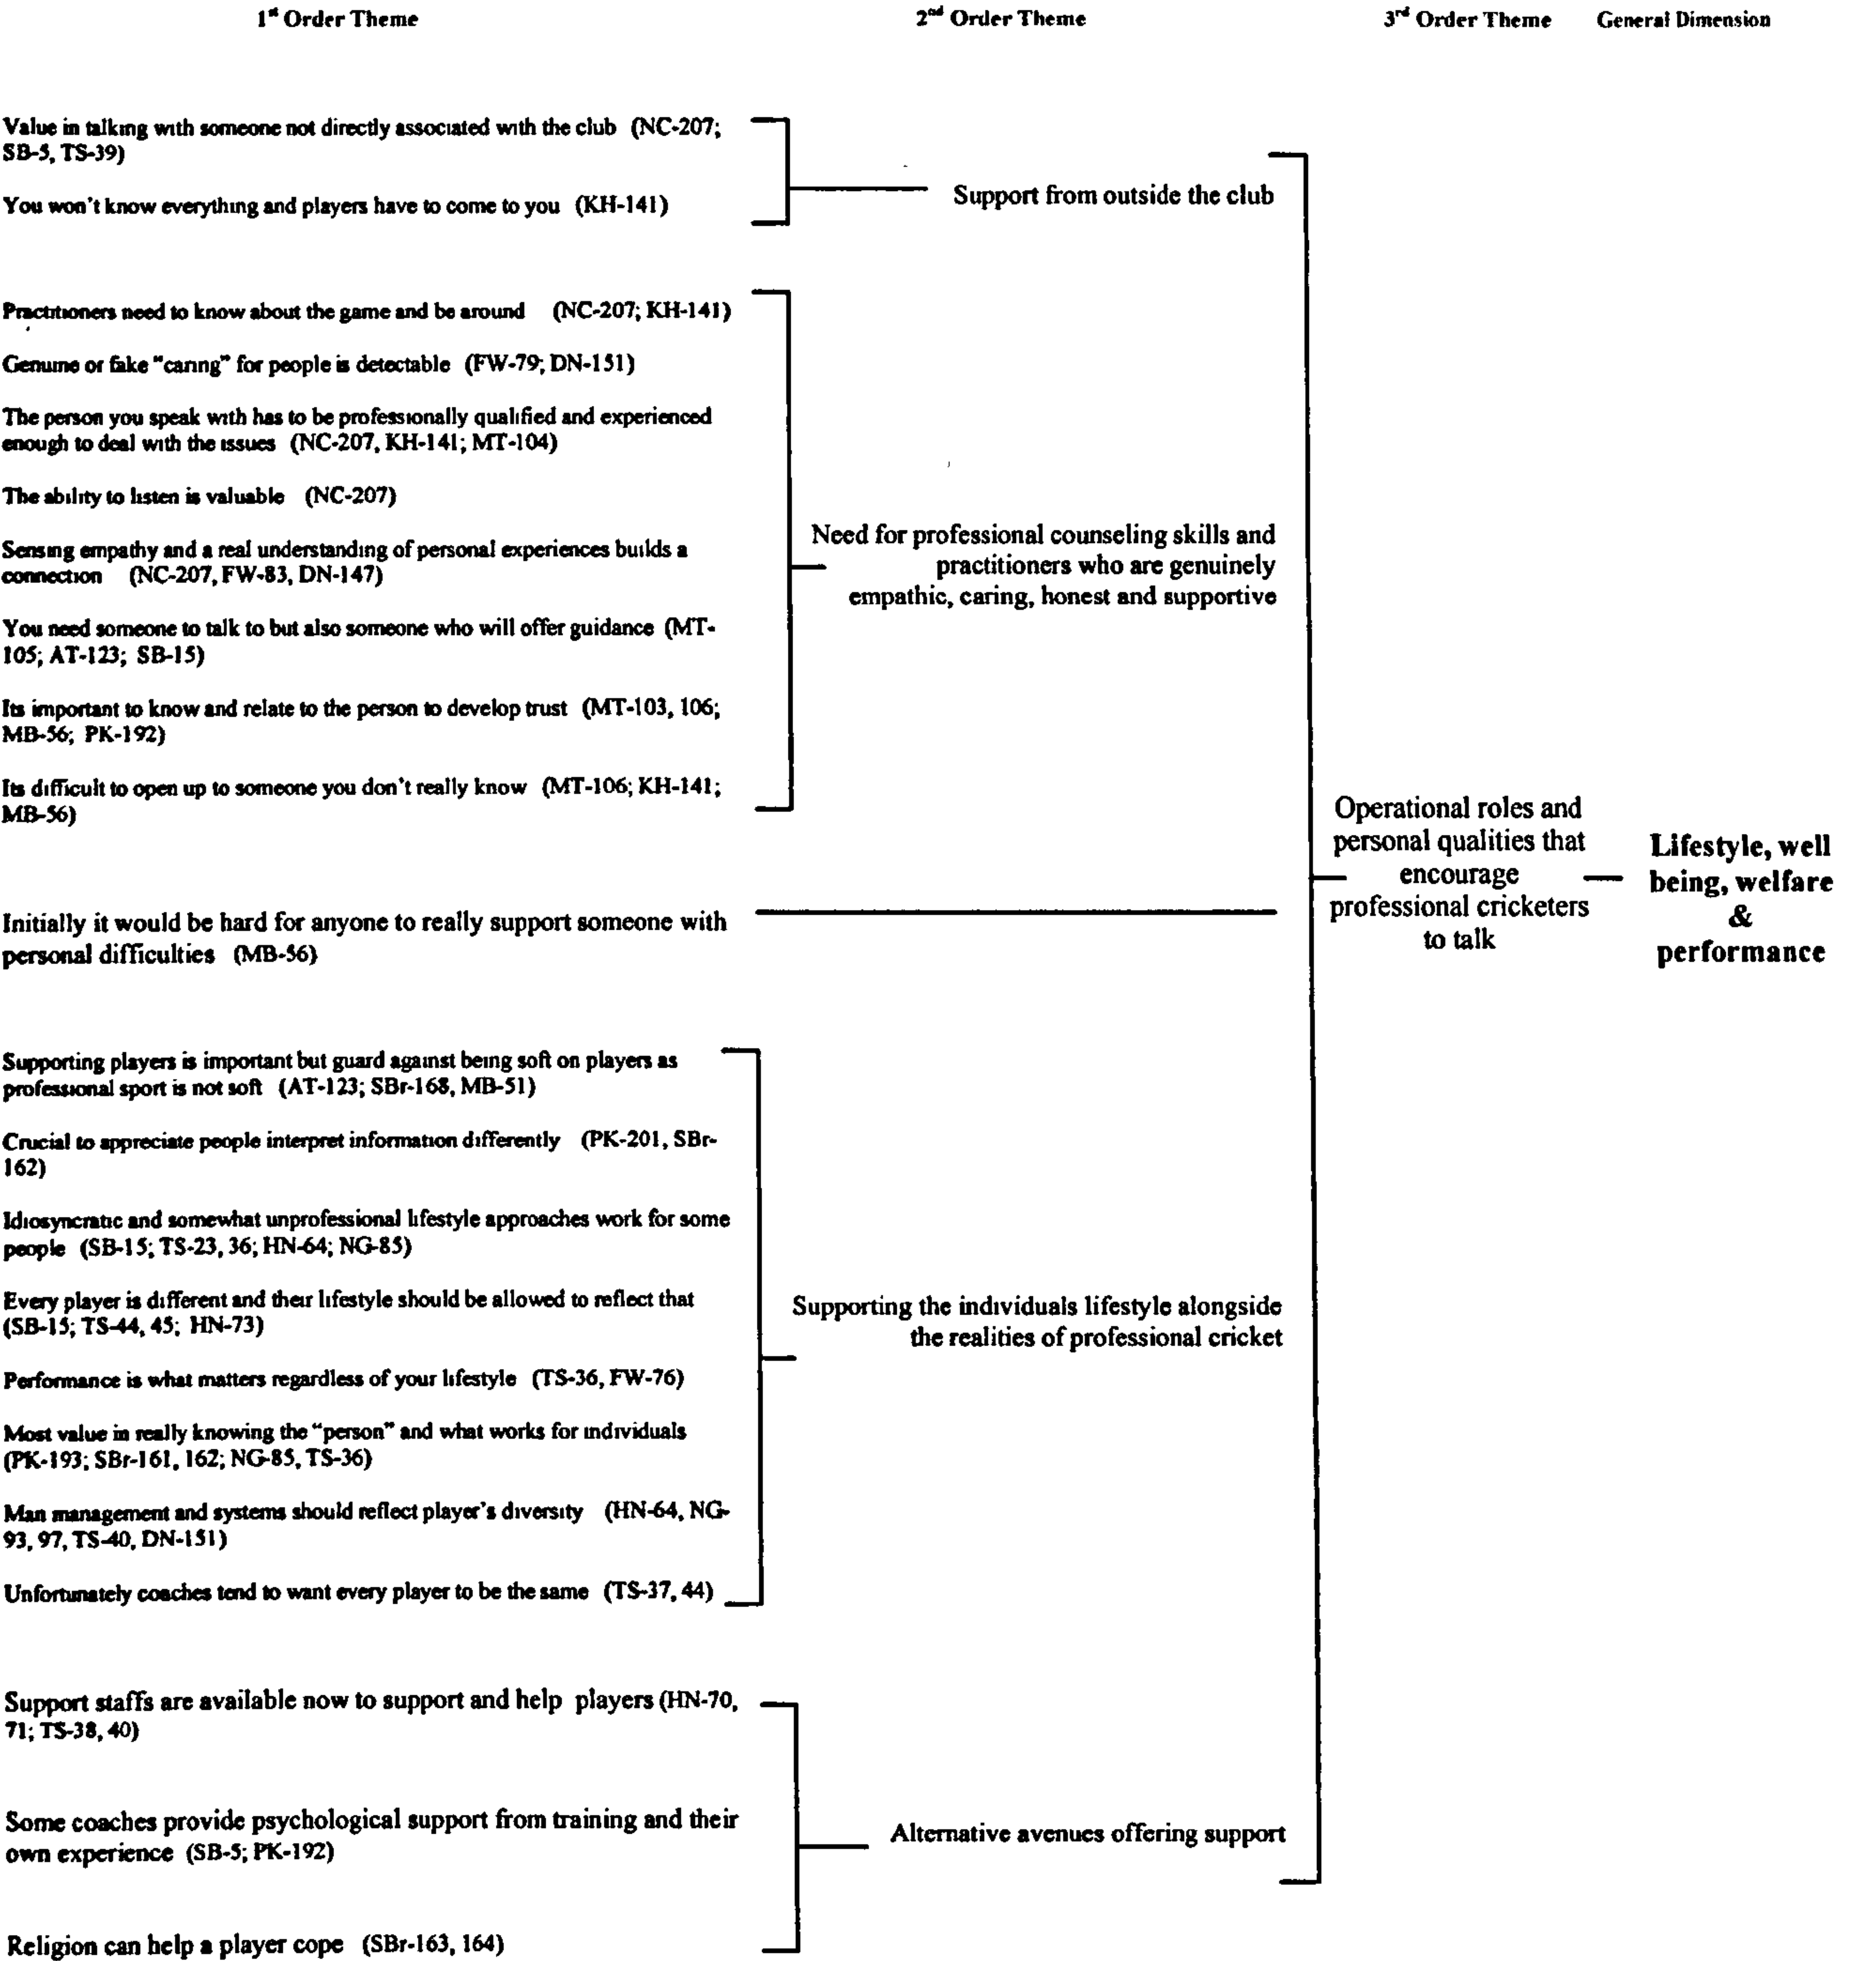 1st Order Theme 2nd Order Theme 3rd Order Theme General Dimension
Value in talking with someone not directly associated with the club (NC-207;
SB-5, TS-39)
You won't know everything and players have to come to you (KH-141)
Support from outside the club
Practitioners need to know about the game and be around (NC-207; KH-141)
Genuine or fake "caring" for people is detectable (FW-79; DN-151)
The person you speak with has to be professionally qualified and experienced
enough to deal with the issues (NC-207, KH-141; MT-104)
The ability to listen is valuable (NC-207)
Sensing empathy and a real understanding of personal experiences builds a
connection (NC-207, FW-83, DN-147)
You need someone to talk to but also someone who will offer guidance (MT-
105; AT-123; SB-15)
Its important to know and relate to the person to develop trust (MT-103, 106;
MB-56; PK-192)
Its difficult to open up to someone you don't really know (MT-106; KH-141;
MB-56)
Need for professional counseling skills and
practitioners who are genuinely
empathic, caring, honest and supportive
Initially it would be hard for anyone to really support someone with
personal difficulties (MB-56)
Supporting players is important but guard against being soft on players as
professional sport is not soft (AT-123; SBr-168, MB-51)
Crucial to appreciate people interpret information differently (PK-201, SBr-
162)
Idiosyncratic and somewhat unprofessional lifestyle approaches work for some
people (SB-15; TS-23, 36; HN-64; NG-85)
Every player is different and their lifestyle should be allowed to reflect that
(SB-15; TS-44, 45; HN-73)
Performance is what matters regardless of your lifestyle (TS-36, FW-76)
Most value in really knowing the "person" and what works for individuals
(PK-193; SBr-161, 162; NG-85, TS-36)
Man management and systems should reflect player's diversity (HN-64, NG-
93, 97, TS-40, DN-151)
Unfortunately coaches tend to want every player to be the same (TS-37, 44)
Supporting the individuals lifestyle alongside
the realities of professional cricket
Support staffs are available now to support and help players (HN-70,
71; TS-38, 40)
Some coaches provide psychological support from training and their
own experience (SB-5; PK-192)
Religion can help a player cope (SBr-163, 164)
Alternative avenues offering support
Operational roles and
personal qualities that
encourage
professional cricketers
to talk
Lifestyle, well
being, welfare
&
performance